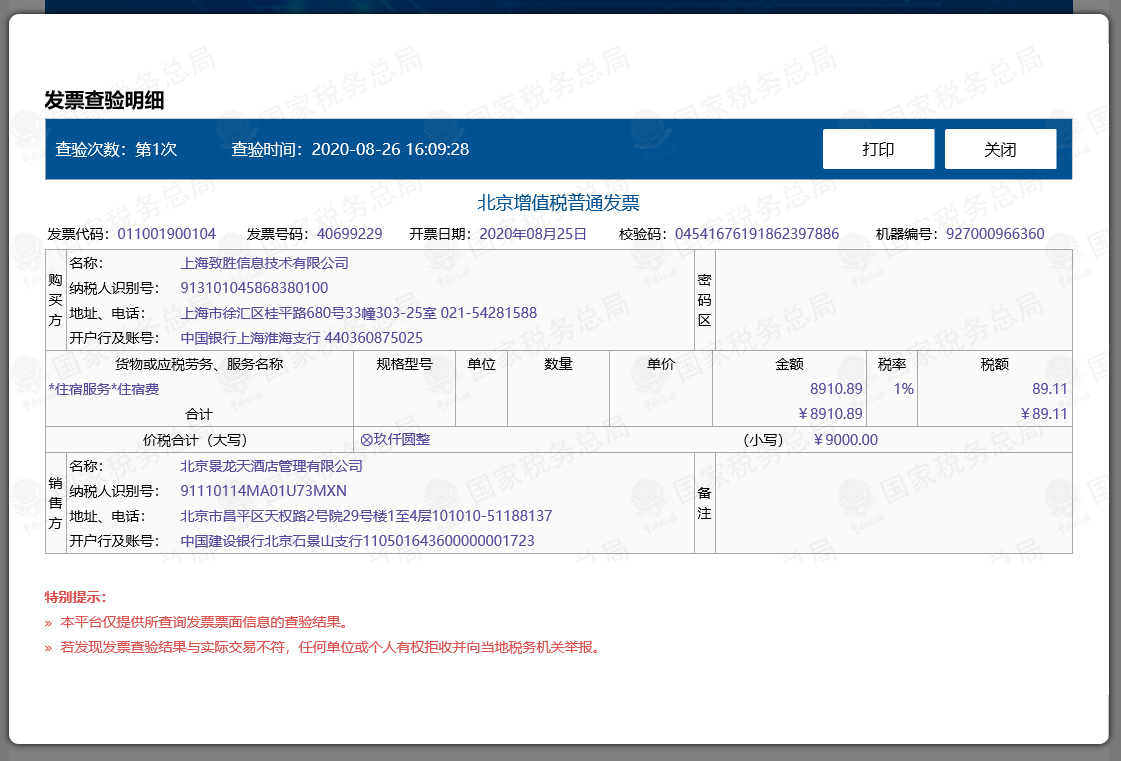 发票查验明细
查验次数：第1次 查验时间：2020-08-26 16:09:28 打印 关闭
北京增值税普通发票
发票代码：011001900104 发票号码：40699229 开票日期：2020年08月25日 校验码：04541676191862397886 机器编号：927000966360
购买方
名称： 上海致胜信息技术有限公司
纳税人识别号： 913101045868380100
地址、电话： 上海市徐汇区桂平路680号33幢303-25室 021-54281588
开户行及账号： 中国银行上海淮海支行 440360875025
密码区
货物或应税劳务、服务名称 规格型号 单位 数量 单价 金额 税率 税额
*住宿服务*住宿费 8910.89 1% 89.11
合计 ￥8910.89 ￥89.11
价税合计（大写） ⊗玖仟圆整 （小写） ￥9000.00
销售方
名称： 北京景龙天酒店管理有限公司
纳税人识别号： 91110114MA01U73MXN
地址、电话： 北京市昌平区天权路2号院29号楼1至4层101010-51188137
开户行及账号： 中国建设银行北京石景山支行110501643600000001723
备注
特别提示：
» 本平台仅提供所查询发票票面信息的查验结果。
» 若发现发票查验结果与实际交易不符，任何单位或个人有权拒收并向当地税务机关举报。
国家税务总局